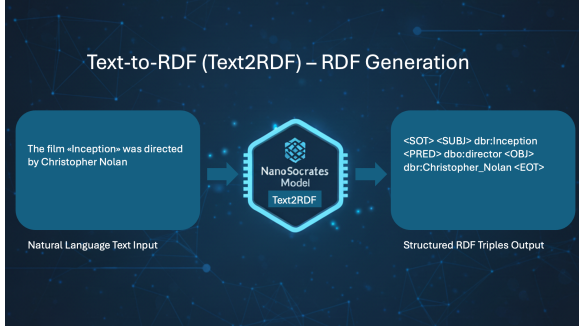 Text-to-RDF (Text2RDF) – RDF Generation
The film «Inception» was directed
by Christopher Nolan
NanoSocrates
Model
Text2RDF
<SOT> <SUBJ> dbr:Inception
<PRED> dbo:director <OBJ>
dbr:Christopher_Nolan <EOT>
Natural Language Text Input
Structured RDF Triples Output